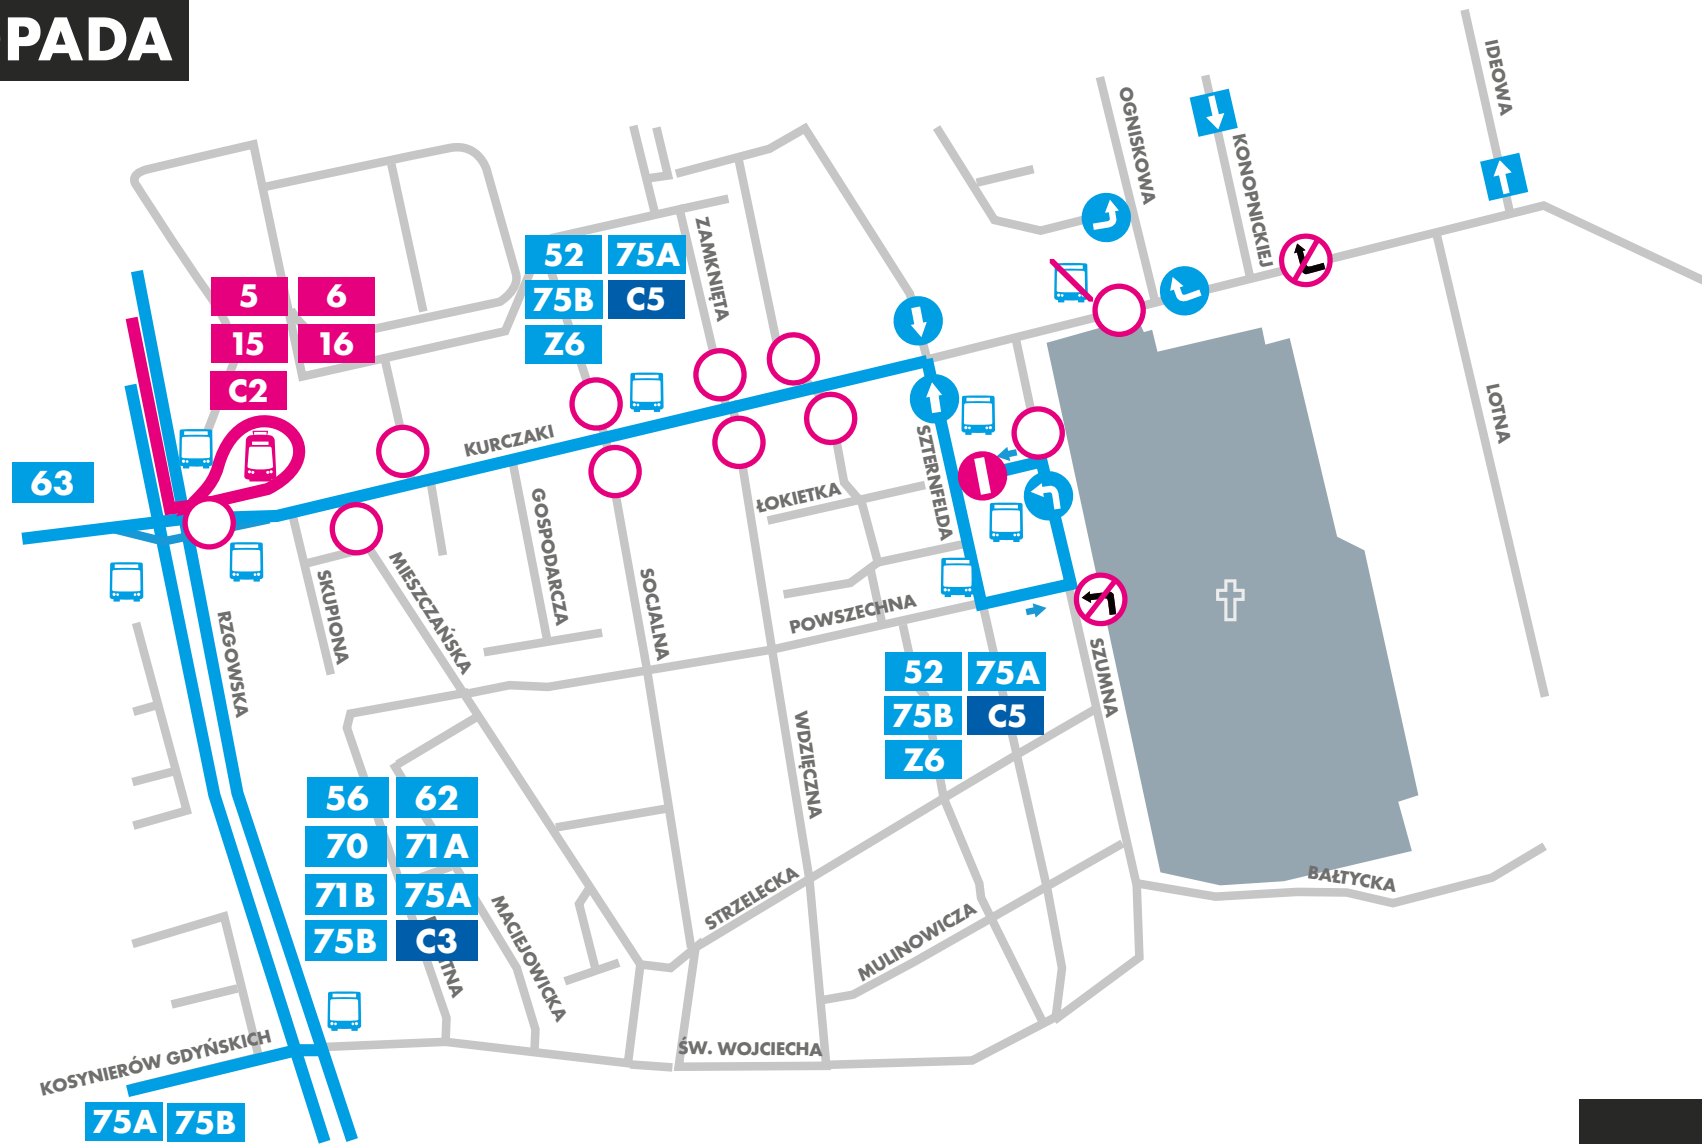 PADA
IDEOWA
OGNISKOWA
KONOPNICKIEJ
ZAMKNIĘTA
52 75A
75B C5
Z6
5 6
15 16
C2
KURCZAKI
LOTNA
63
ŁOKIETKA
SZTERNFELDA
GOSPODARCZA
SKUPIONA
MIESZCZAŃSKA
SOCJALNA
POWSZECHNA
RZGOWSKA
SZUMNA
52 75A
75B C5
Z6
WDZIĘCZNA
56 62
70 71A
71B 75A
75B C3
STRZELECKA
BAŁTYCKA
MACIEJOWICKA
MULINOWICZA
ŚW. WOJCIECHA
KOSYNIERÓW GDYŃSKICH
75A 75B